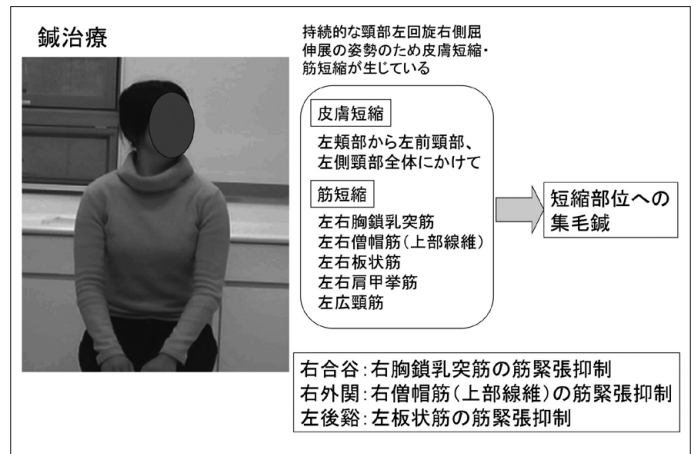 鍼治療
持続的な頸部左回旋右側屈
伸展の姿勢のため皮膚短縮・
筋短縮が生じている
皮膚短縮
左頬部から左前頸部、
左側頸部全体にかけて
筋短縮
左右胸鎖乳突筋
左右僧帽筋(上部線維)
左右板状筋
左右肩甲挙筋
左広頸筋
短縮部位への
集毛鍼
右合谷:右胸鎖乳突筋の筋緊張抑制
右外関:右僧帽筋(上部線維)の筋緊張抑制
左後谿:左板状筋の筋緊張抑制